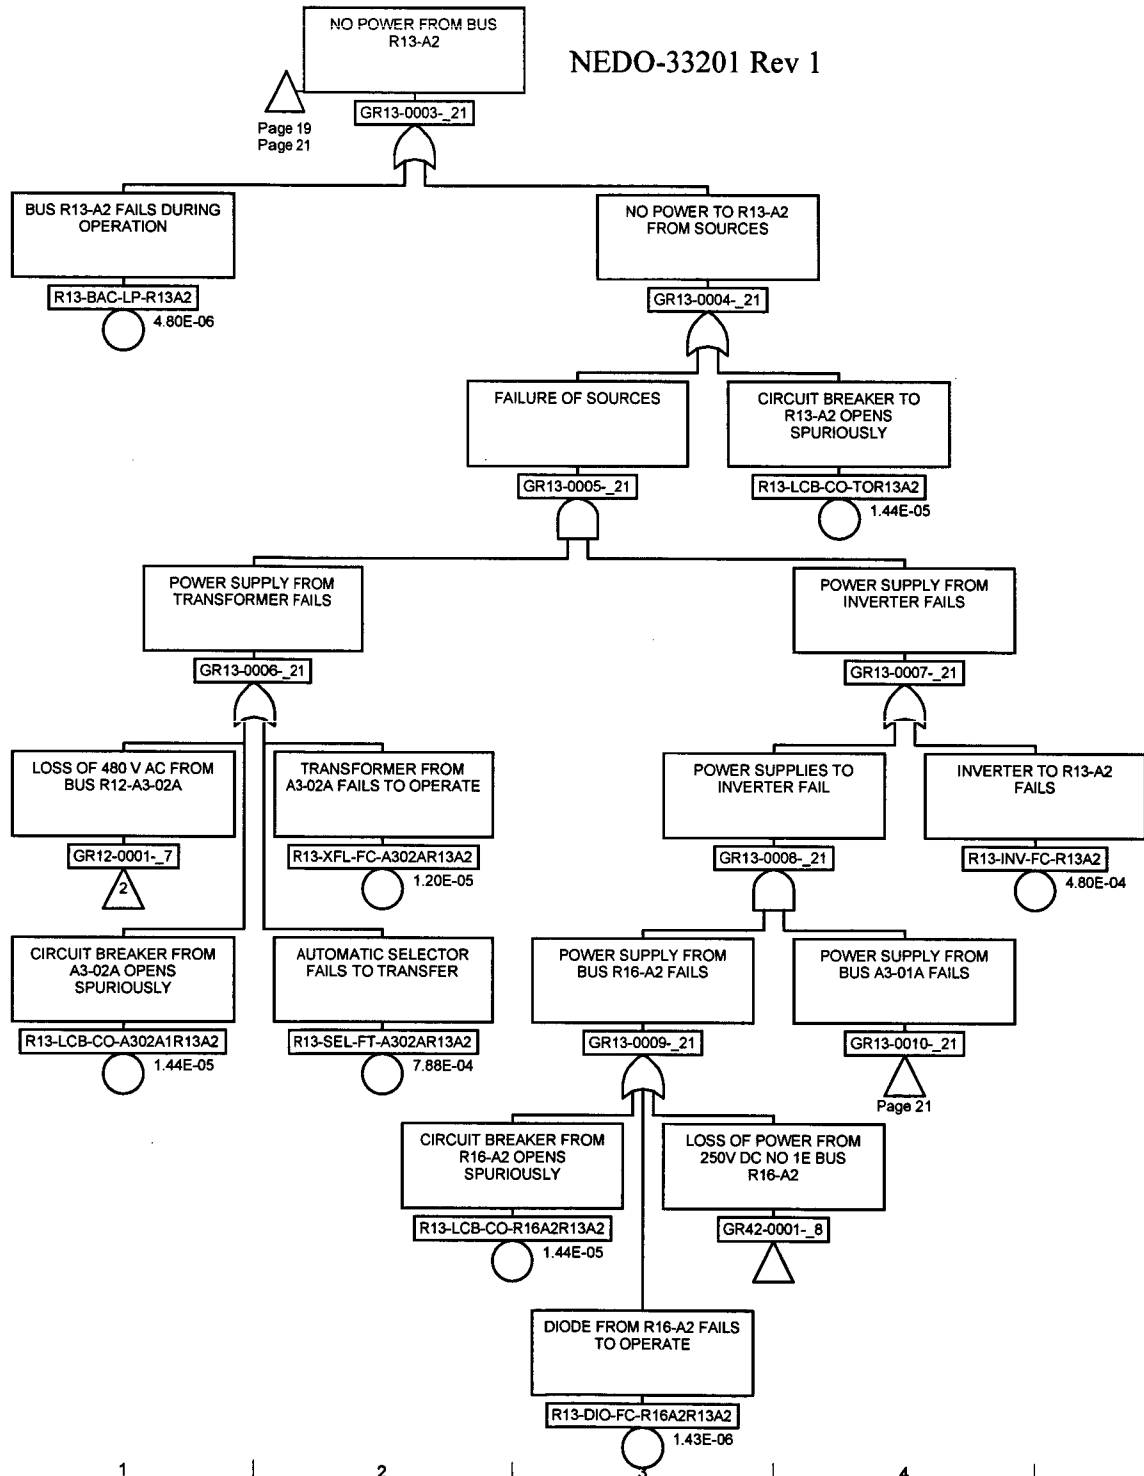 NO POWER FROM BUS
R13-A2
NEDO-33201 Rev 1
GR13-0003-_21
Page 19
Page 21
BUS R13-A2 FAILS DURING
OPERATION
R13-BAC-LP-R13A2
4.80E-06
NO POWER TO R13-A2
FROM SOURCES
GR13-0004-_21
FAILURE OF SOURCES
GR13-0005-_21
CIRCUIT BREAKER TO
R13-A2 OPENS
SPURIOUSLY
R13-LCB-CO-TOR13A2
1.44E-05
POWER SUPPLY FROM
TRANSFORMER FAILS
GR13-0006-_21
POWER SUPPLY FROM
INVERTER FAILS
GR13-0007-_21
LOSS OF 480 V AC FROM
BUS R12-A3-02A
GR12-0001-_7
2
TRANSFORMER FROM
A3-02A FAILS TO OPERATE
R13-XFL-FC-A302AR13A2
1.20E-05
POWER SUPPLIES TO
INVERTER FAIL
GR13-0008-_21
INVERTER TO R13-A2
FAILS
R13-INV-FC-R13A2
4.80E-04
CIRCUIT BREAKER FROM
A3-02A OPENS
SPURIOUSLY
R13-LCB-CO-A302A1R13A2
1.44E-05
AUTOMATIC SELECTOR
FAILS TO TRANSFER
R13-SEL-FT-A302AR13A2
7.88E-04
POWER SUPPLY FROM
BUS R16-A2 FAILS
GR13-0009-_21
POWER SUPPLY FROM
BUS A3-01A FAILS
GR13-0010-_21
Page 21
CIRCUIT BREAKER FROM
R16-A2 OPENS
SPURIOUSLY
R13-LCB-CO-R16A2R13A2
1.44E-05
LOSS OF POWER FROM
250V DC NO 1E BUS
R16-A2
GR42-0001-_8
DIODE FROM R16-A2 FAILS
TO OPERATE
R13-DIO-FC-R16A2R13A2
1.43E-06
1 2 3 4